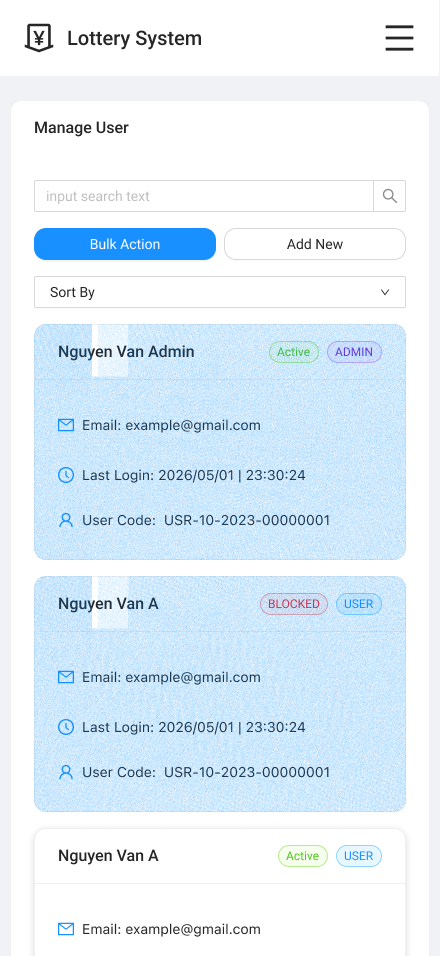 Lottery System
Manage User
input search text
Bulk Action
Add New
Sort By
Nguyen Van Admin
Active
ADMIN
Email: example@gmail.com
Last Login: 2026/05/01 | 23:30:24
User Code: USR-10-2023-00000001
Nguyen Van A
BLOCKED
USER
Email: example@gmail.com
Last Login: 2026/05/01 | 23:30:24
User Code: USR-10-2023-00000001
Nguyen Van A
Active
USER
Email: example@gmail.com